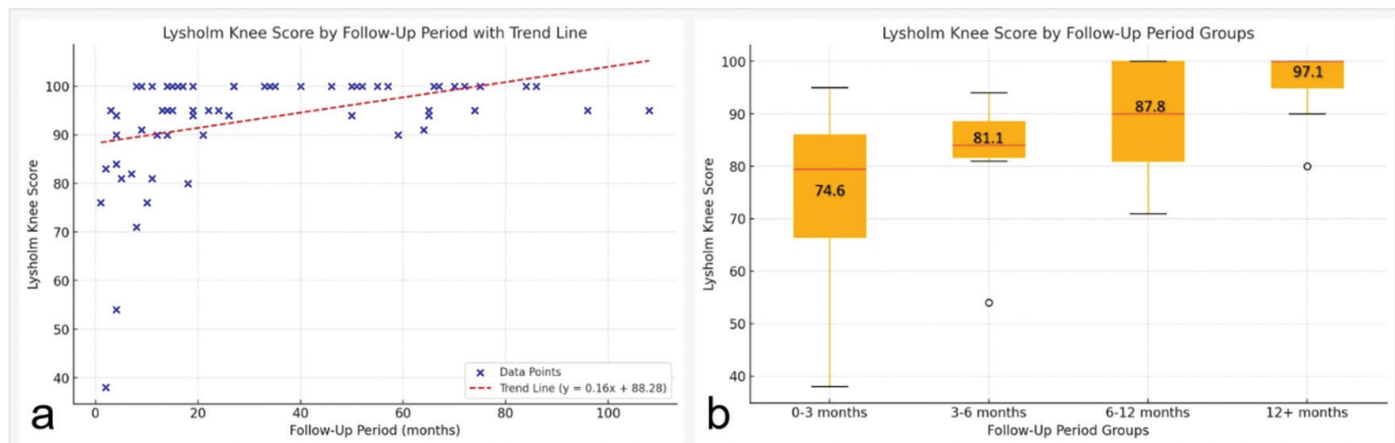 Lysholm Knee Score by Follow-Up Period with Trend Line
Lysholm Knee Score
100
90
80
70
60
50
40
0
20
40
60
80
100
Follow-Up Period (months)
Data Points
Trend Line (y = 0.16x + 88.28)
a
Lysholm Knee Score by Follow-Up Period Groups
Lysholm Knee Score
100
90
80
70
60
50
40
74.6
81.1
87.8
97.1
0-3 months
3-6 months
6-12 months
12+ months
Follow-Up Period Groups
b